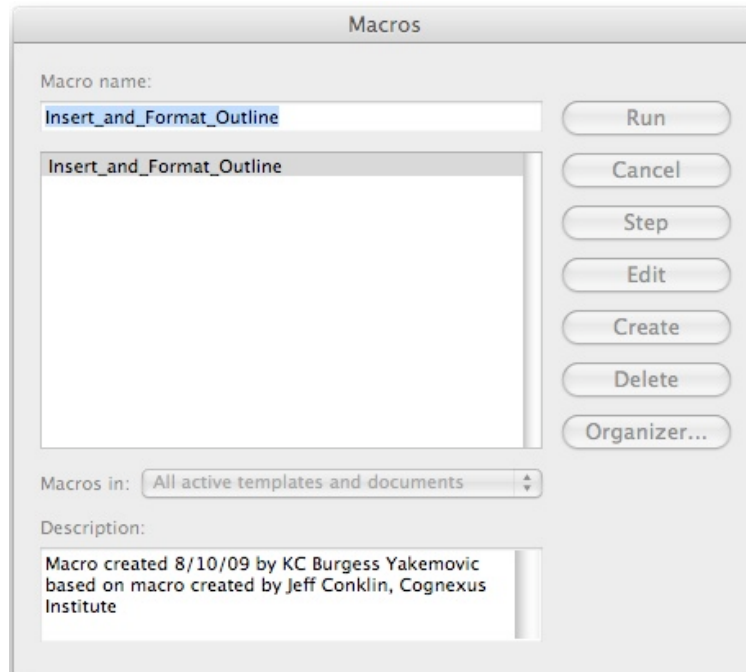 Macros
Macro name:
Insert_and_Format_Outline
Run
Insert_and_Format_Outline
Cancel
Step
Edit
Create
Delete
Organizer...
Macros in: All active templates and documents
Description:
Macro created 8/10/09 by KC Burgess Yakemovic
based on macro created by Jeff Conklin, Cognexus
Institute